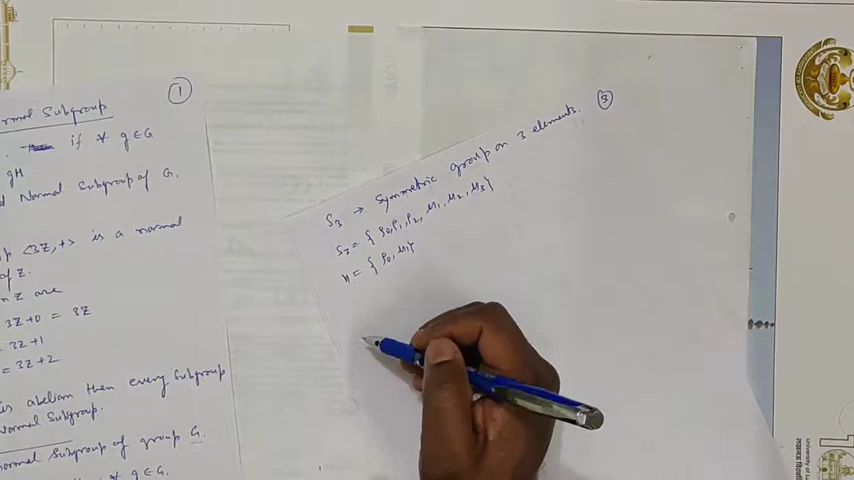 ①
rmal Subgroup
if ∀ g ∈ G
gH
d Normal Subgroup of G.
p <3Z,+> is a normal
of Z.
n Z are
3Z+0 = 3Z
= 3Z+1
= 3Z+2
is abelian then every Subgroup
Normal Subgroup.
normal Subgroup of group G.
∀ g ∈ G.
③
S₃ → Symmetric group on 3 elements.
S₃ = { ρ₀, ρ₁, ρ₂, μ₁, μ₂, μ₃}
H = { ρ₀, μ₁}